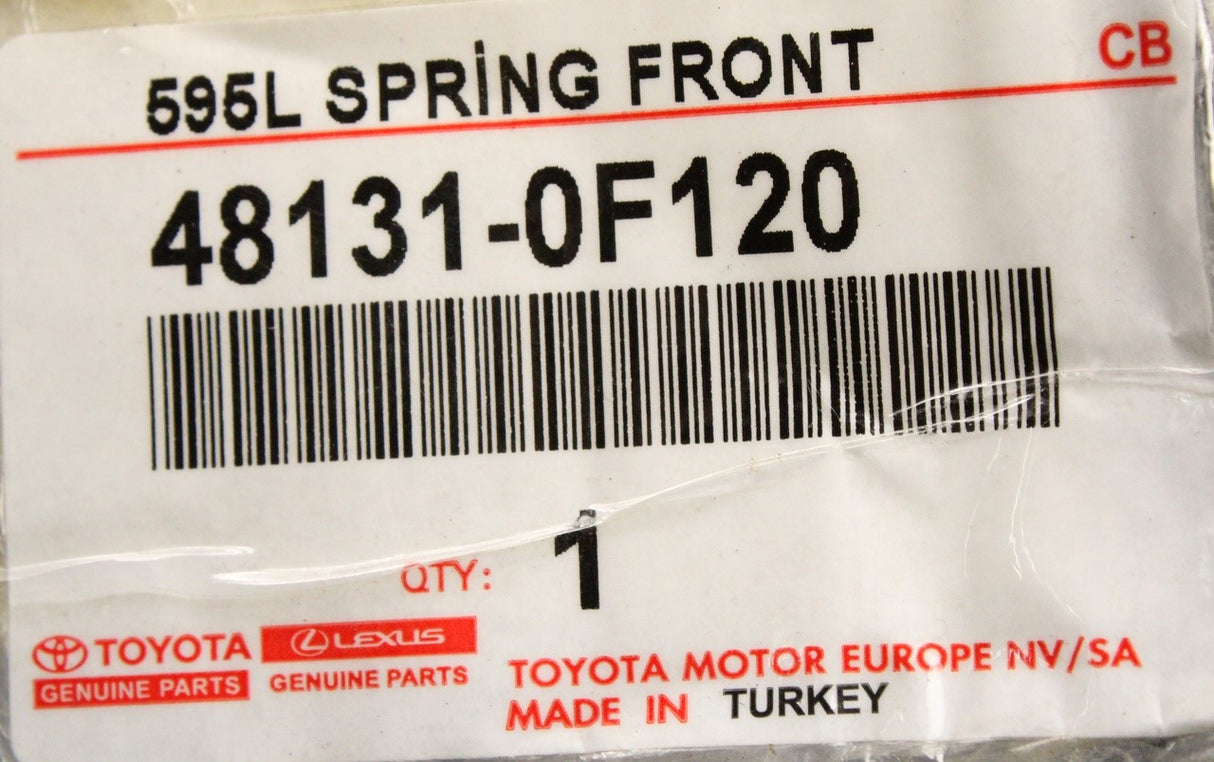 595L SPRİNG FRONT
CB
48131-0F120
QTY: 1
TOYOTA
GENUINE PARTS
LEXUS
GENUINE PARTS
TOYOTA MOTOR EUROPE NV/SA
MADE IN TURKEY